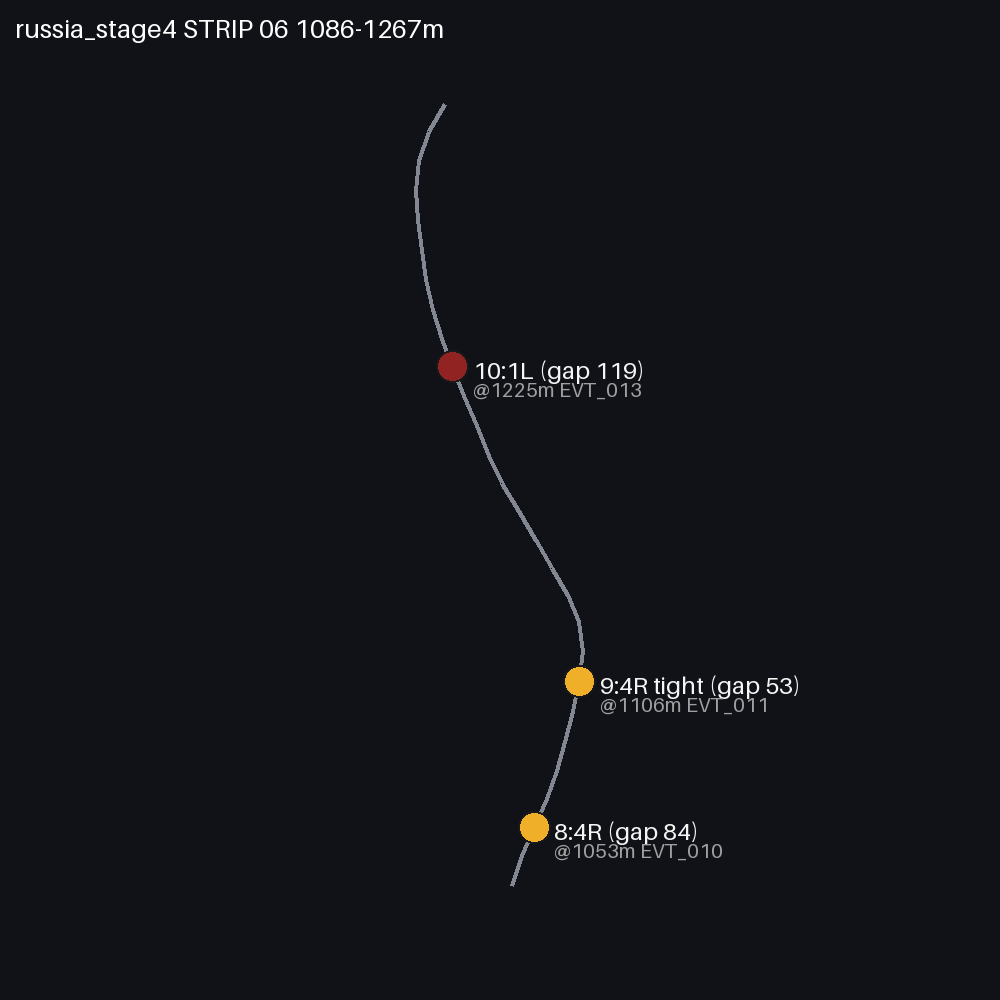 russia_stage4 STRIP 06 1086-1267m
10:1L (gap 119)
@1225m EVT_013
9:4R tight (gap 53)
@1106m EVT_011
8:4R (gap 84)
@1053m EVT_010